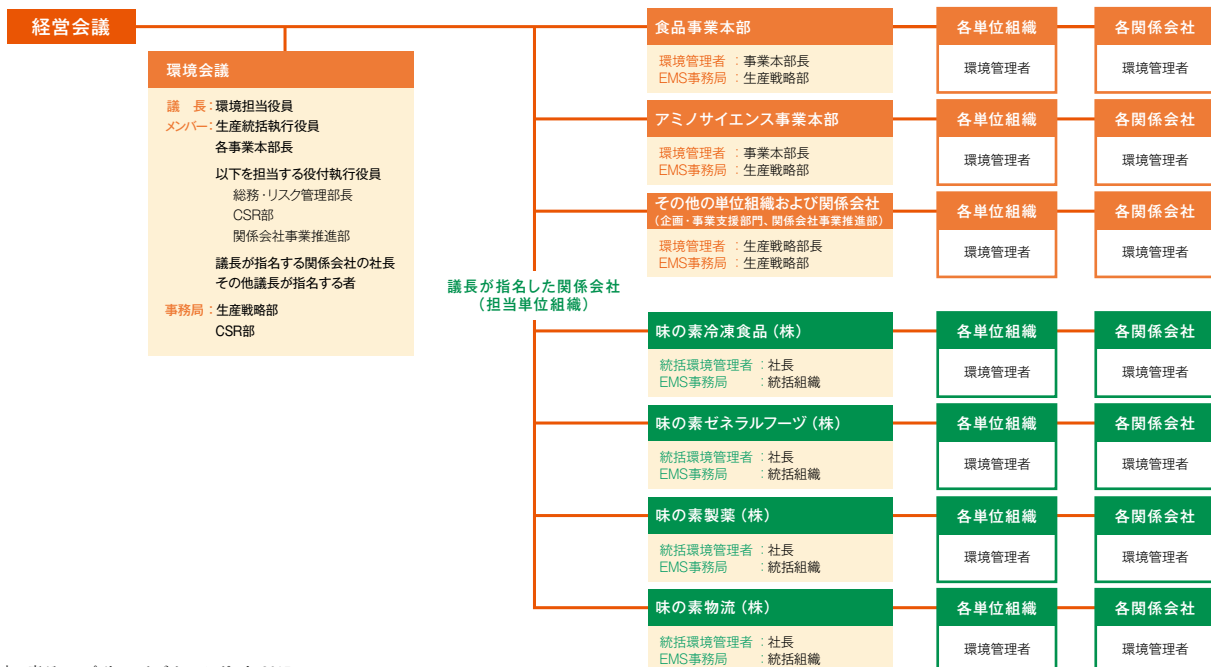 経営会議
環境会議
議　長：環境担当役員
メンバー：生産統括執行役員
各事業本部長
以下を担当する役付執行役員
総務・リスク管理部長
CSR部
関係会社事業推進部
議長が指名する関係会社の社長
その他議長が指名する者
事務局：生産戦略部
CSR部
食品事業本部
環境管理者：事業本部長
EMS事務局：生産戦略部
各単位組織
環境管理者
各関係会社
環境管理者
アミノサイエンス事業本部
環境管理者：事業本部長
EMS事務局：生産戦略部
各単位組織
環境管理者
各関係会社
環境管理者
その他の単位組織および関係会社
（企画・事業支援部門、関係会社事業推進部）
環境管理者：生産戦略部長
EMS事務局：生産戦略部
各単位組織
環境管理者
各関係会社
環境管理者
議長が指名した関係会社
（担当単位組織）
味の素冷凍食品（株）
統括環境管理者：社長
EMS事務局：統括組織
各単位組織
環境管理者
各関係会社
環境管理者
味の素ゼネラルフーヅ（株）
統括環境管理者：社長
EMS事務局：統括組織
各単位組織
環境管理者
各関係会社
環境管理者
味の素製薬（株）
統括環境管理者：社長
EMS事務局：統括組織
各単位組織
環境管理者
各関係会社
環境管理者
味の素物流（株）
統括環境管理者：社長
EMS事務局：統括組織
各単位組織
環境管理者
各関係会社
環境管理者